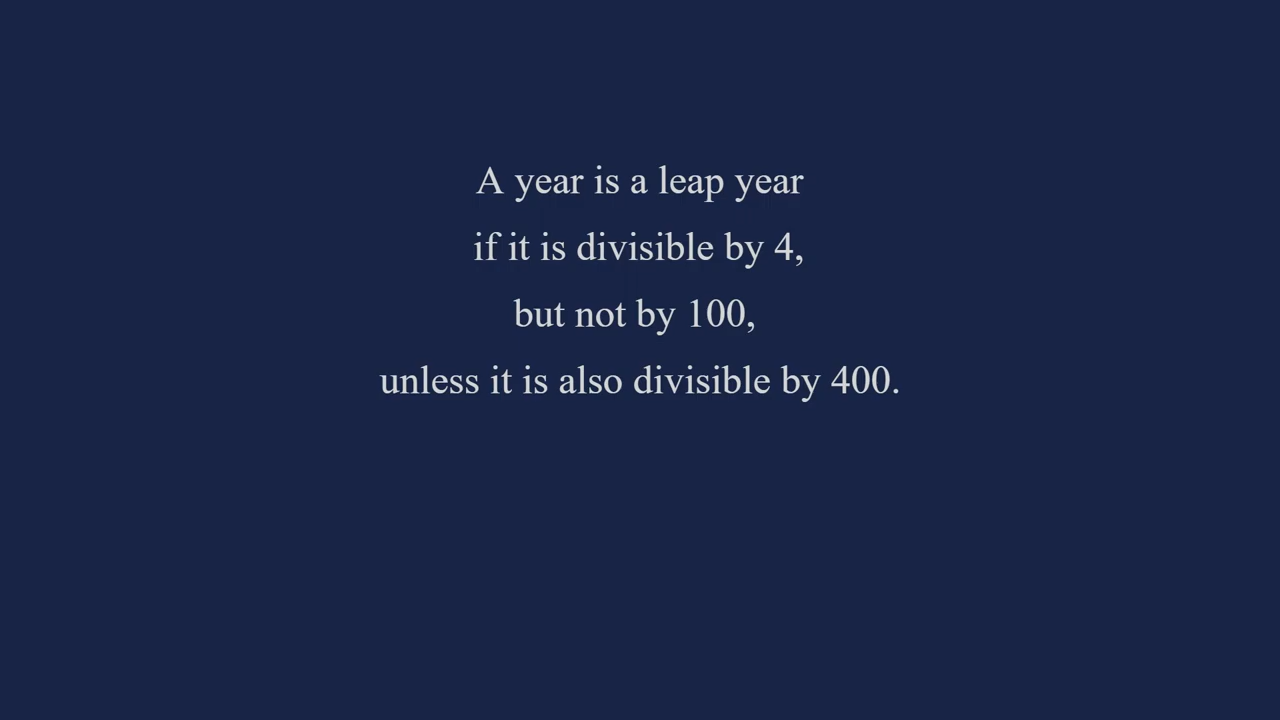 A year is a leap year
if it is divisible by 4,
but not by 100,
unless it is also divisible by 400.